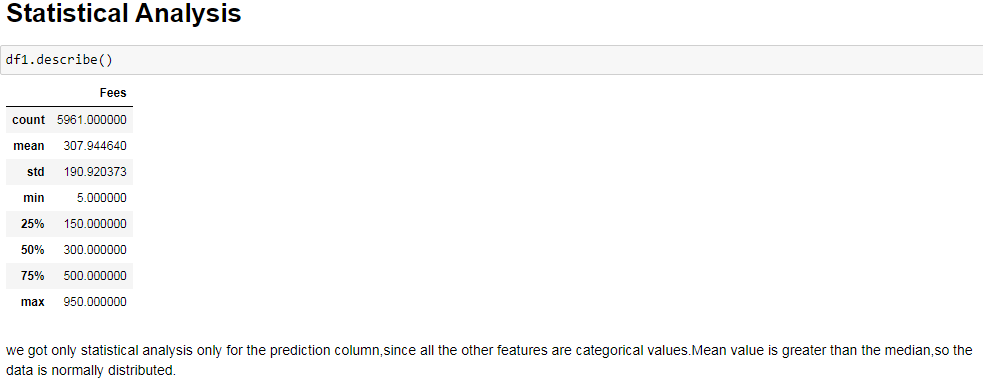 Statistical Analysis
df1.describe()
Fees
count 5961.000000
mean 307.944640
std 190.920373
min 5.000000
25% 150.000000
50% 300.000000
75% 500.000000
max 950.000000
we got only statistical analysis only for the prediction column,since all the other features are categorical values.Mean value is greater than the median,so the
data is normally distributed.